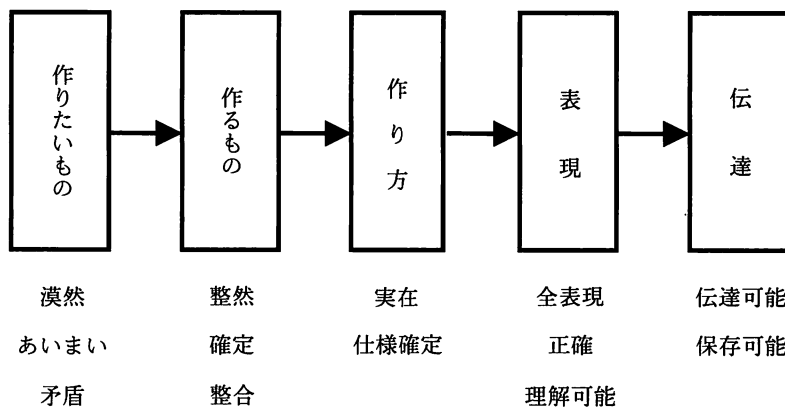 作りたいもの
作るもの
作り方
表現
伝達
漠然
あいまい
矛盾
整然
確定
整合
実在
仕様確定
全表現
正確
理解可能
伝達可能
保存可能